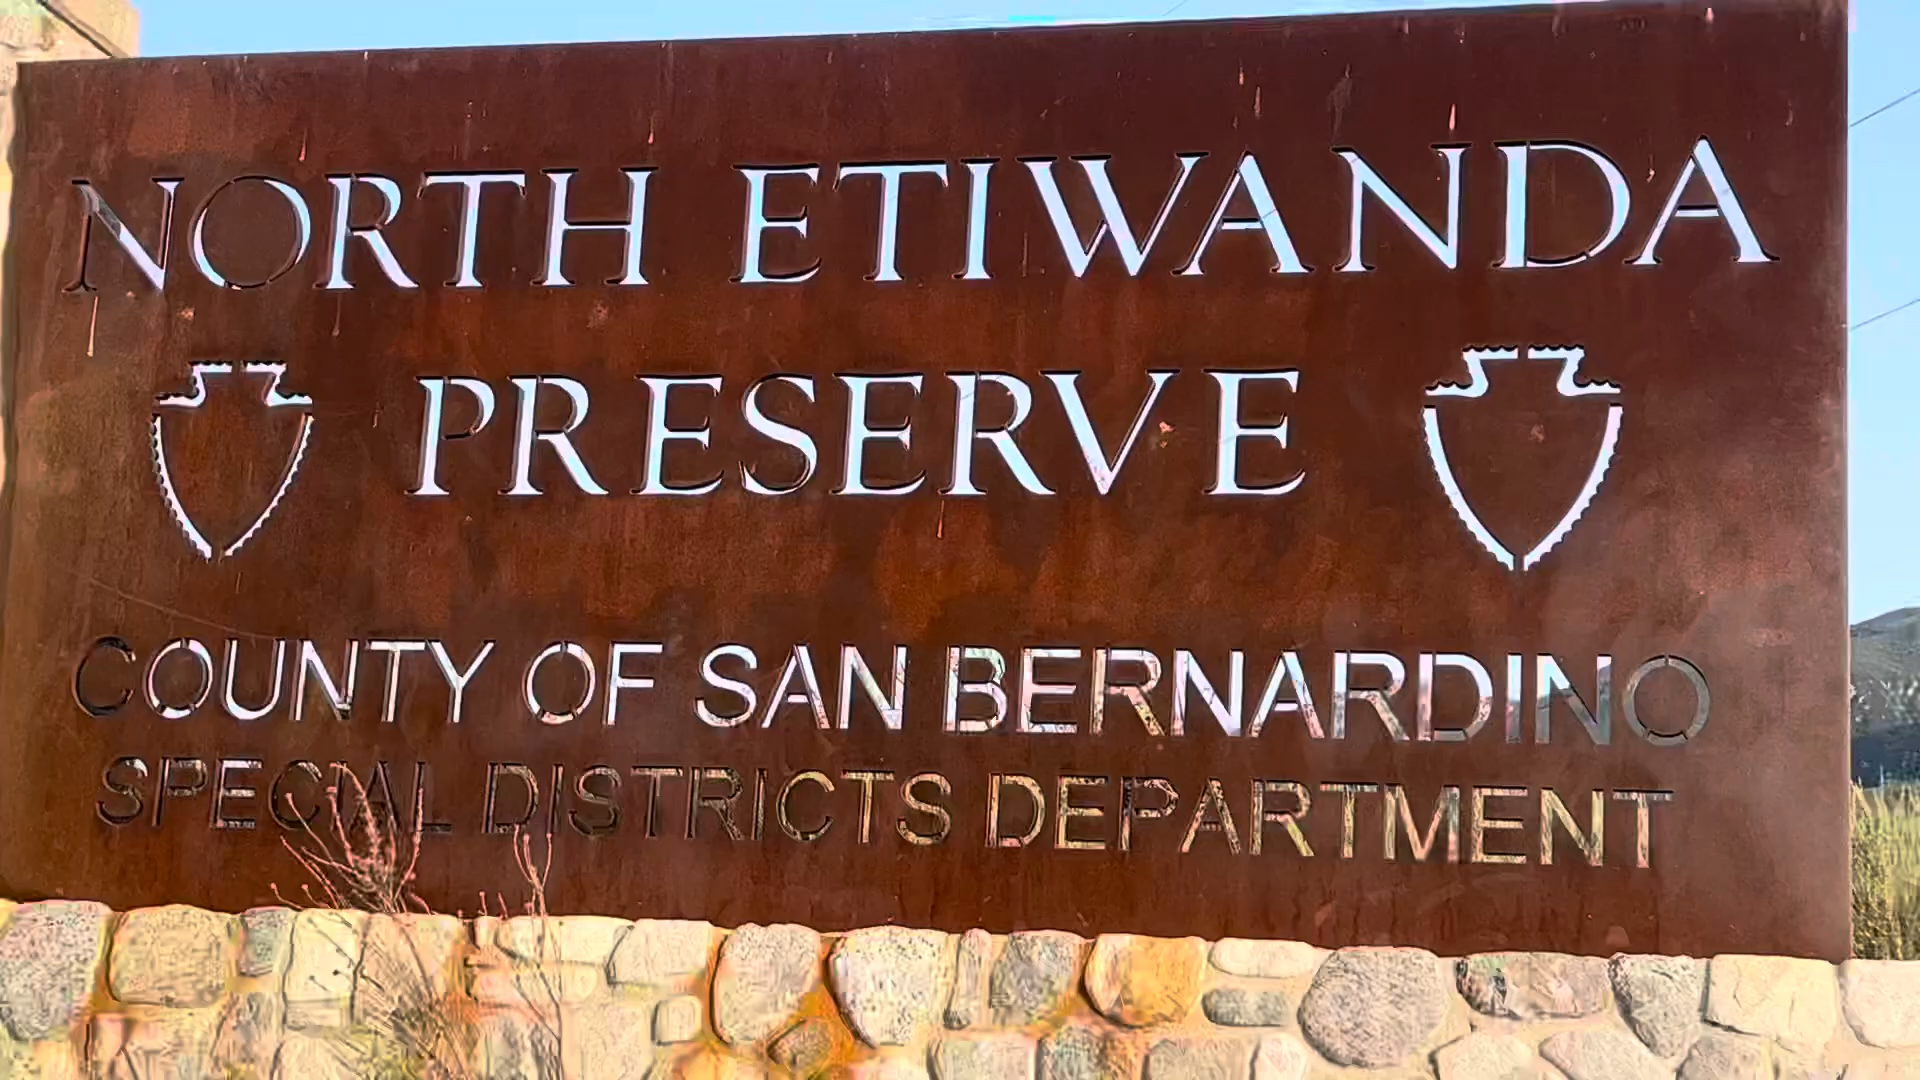 NORTH ETIWANDA
PRESERVE
COUNTY OF SAN BERNARDINO
SPECIAL DISTRICTS DEPARTMENT